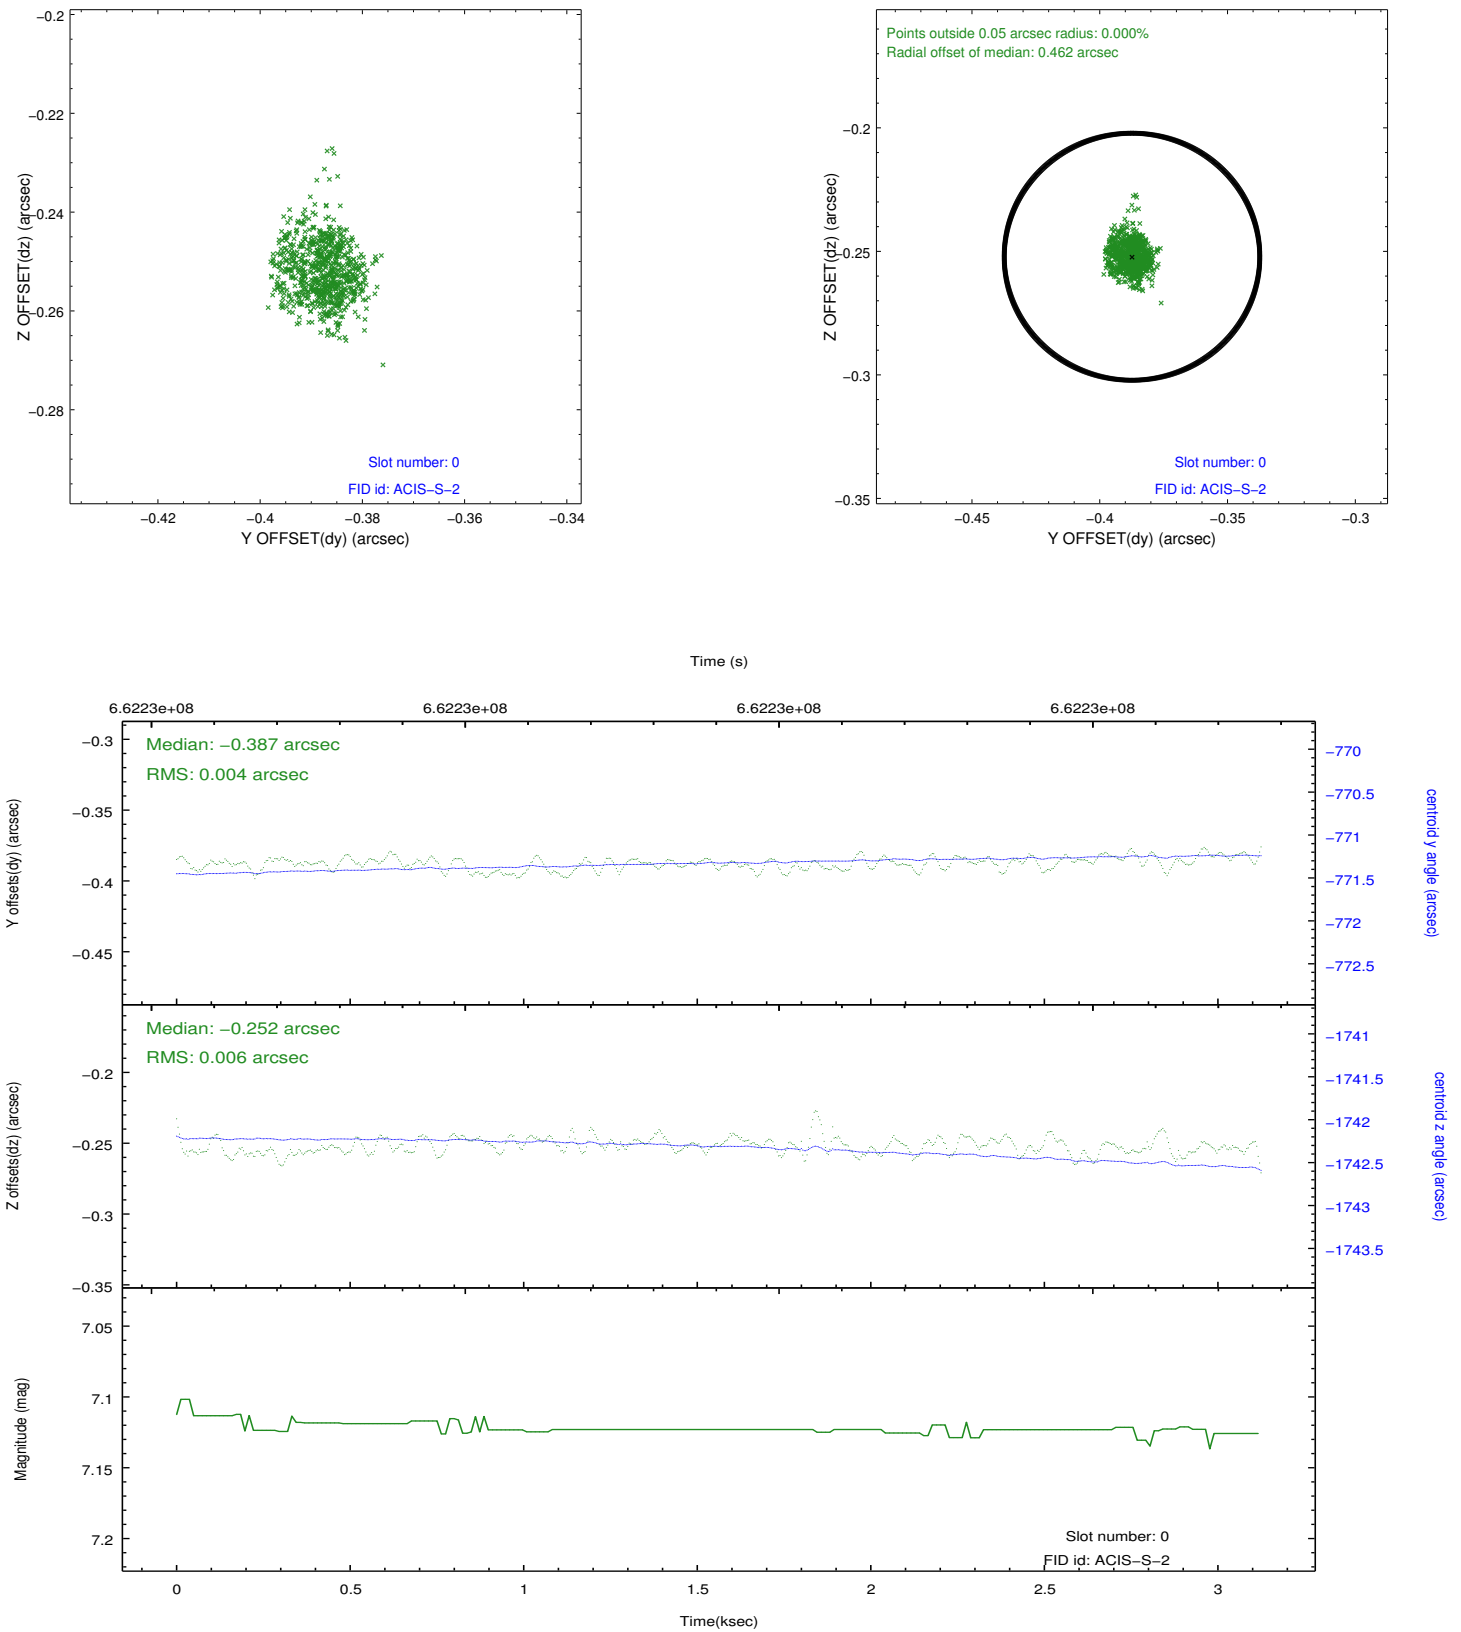 −0.2
−0.22
−0.24
−0.26
−0.28
Z OFFSET(dz) (arcsec)
Slot number: 0
FID id: ACIS−S−2
−0.42 −0.4 −0.38 −0.36 −0.34
Y OFFSET(dy) (arcsec)
Points outside 0.05 arcsec radius: 0.000%
Radial offset of median: 0.462 arcsec
−0.2
−0.25
−0.3
−0.35
Z OFFSET(dz) (arcsec)
Slot number: 0
FID id: ACIS−S−2
−0.45 −0.4 −0.35 −0.3
Y OFFSET(dy) (arcsec)
Time (s)
6.6223e+08 6.6223e+08 6.6223e+08 6.6223e+08
Median: −0.387 arcsec
RMS: 0.004 arcsec
−0.3
−0.35
−0.4
−0.45
Y offsets(dy) (arcsec)
−770
−770.5
−771
−771.5
−772
−772.5
centroid y angle (arcsec)
Median: −0.252 arcsec
RMS: 0.006 arcsec
−0.2
−0.25
−0.3
−0.35
Z offsets(dz) (arcsec)
−1741
−1741.5
−1742
−1742.5
−1743
−1743.5
centroid z angle (arcsec)
7.05
7.1
7.15
7.2
Magnitude (mag)
Slot number: 0
FID id: ACIS−S−2
0 0.5 1 1.5 2 2.5 3
Time(ksec)